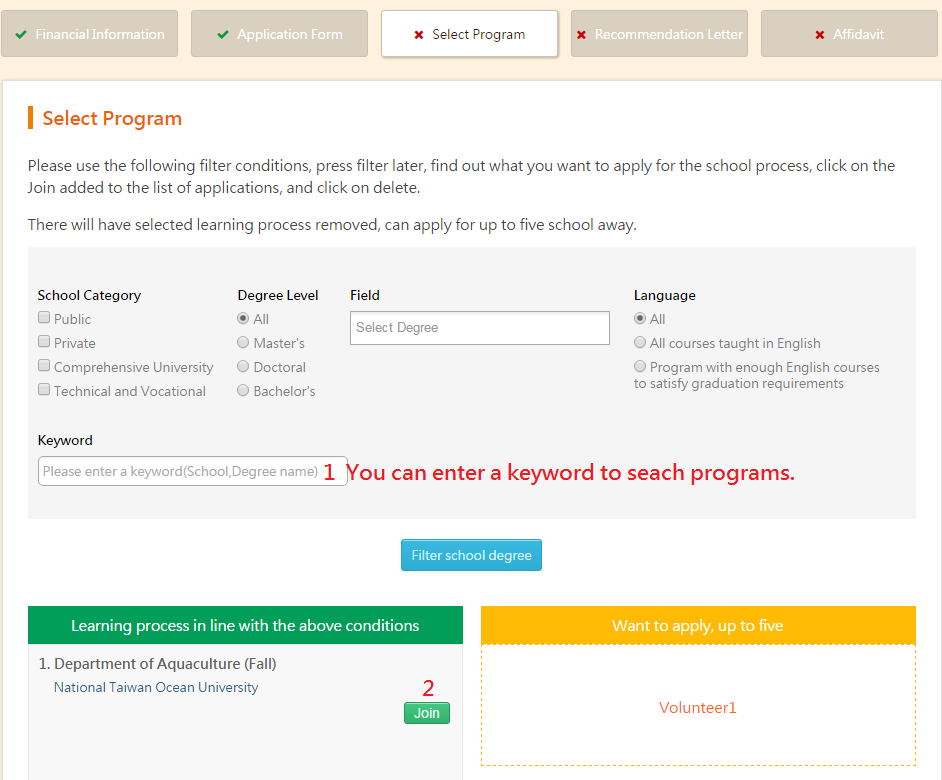 Financial Information
Application Form
Select Program
Recommendation Letter
Affidavit
Select Program
Please use the following filter conditions, press filter later, find out what you want to apply for the school process, click on the
Join added to the list of applications, and click on delete.
There will have selected learning process removed, can apply for up to five school away.
School Category
Public
Private
Comprehensive University
Technical and Vocational
Degree Level
All
Master's
Doctoral
Bachelor's
Field
Select Degree
Language
All
All courses taught in English
Program with enough English courses
to satisfy graduation requirements
Keyword
Please enter a keyword(School,Degree name)
1 You can enter a keyword to seach programs.
Filter school degree
Learning process in line with the above conditions
1. Department of Aquaculture (Fall)
National Taiwan Ocean University
2
Join
Want to apply, up to five
Volunteer1